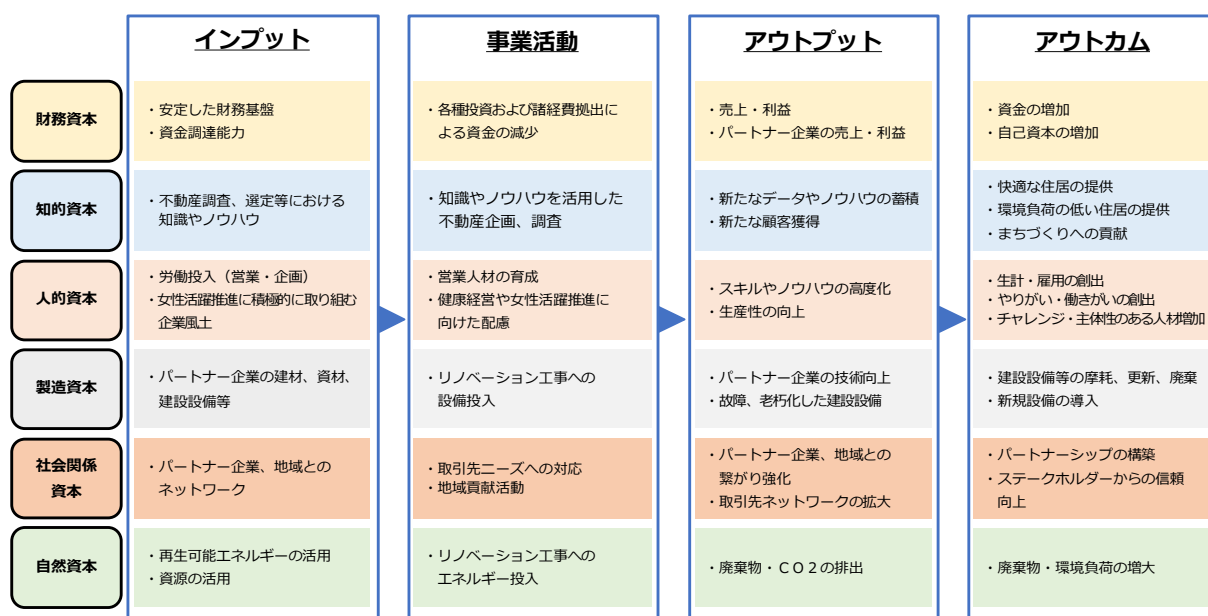 インプット
事業活動
アウトプット
アウトカム
財務資本
・安定した財務基盤
・資金調達能力
・各種投資および諸経費拠出に
よる資金の減少
・売上・利益
・パートナー企業の売上・利益
・資金の増加
・自己資本の増加
知的資本
・不動産調査、選定等における
知識やノウハウ
・知識やノウハウを活用した
不動産企画、調査
・新たなデータやノウハウの蓄積
・新たな顧客獲得
・快適な住居の提供
・環境負荷の低い住居の提供
・まちづくりへの貢献
人的資本
・労働投入（営業・企画）
・女性活躍推進に積極的に取り組む
企業風土
・営業人材の育成
・健康経営や女性活躍推進に
向けた配慮
・スキルやノウハウの高度化
・生産性の向上
・生計・雇用の創出
・やりがい・働きがいの創出
・チャレンジ・主体性のある人材増加
製造資本
・パートナー企業の建材、資材、
建設設備等
・リノベーション工事への
設備投入
・パートナー企業の技術向上
・故障、老朽化した建設設備
・建設設備等の摩耗、更新、廃棄
・新規設備の導入
社会関係
資本
・パートナー企業、地域との
ネットワーク
・取引先ニーズへの対応
・地域貢献活動
・パートナー企業、地域との
繋がり強化
・取引先ネットワークの拡大
・パートナーシップの構築
・ステークホルダーからの信頼
向上
自然資本
・再生可能エネルギーの活用
・資源の活用
・リノベーション工事への
エネルギー投入
・廃棄物・ＣＯ２の排出
・廃棄物・環境負荷の増大